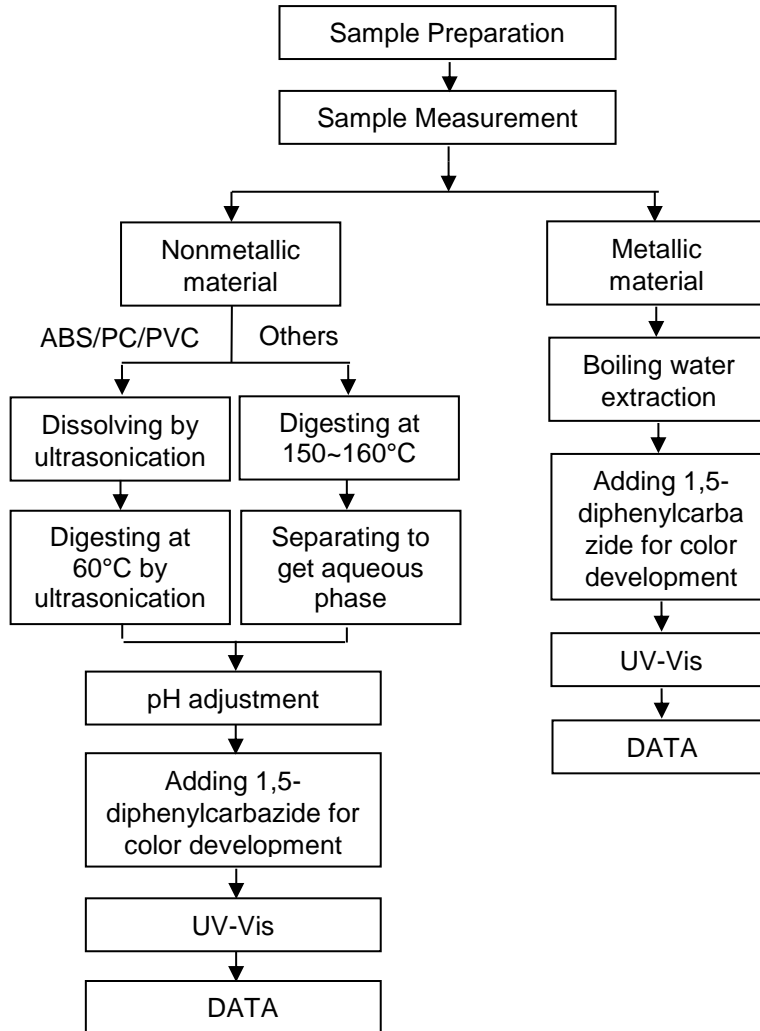 Sample Preparation
Sample Measurement
Nonmetallic
material
ABS/PC/PVC
Others
Dissolving by
ultrasonication
Digesting at
150~160°C
Digesting at
60°C by
ultrasonication
Separating to
get aqueous
phase
pH adjustment
Adding 1,5-
diphenylcarbazide for
color development
UV-Vis
DATA
Metallic
material
Boiling water
extraction
Adding 1,5-
diphenylcarba
zide for color
development
UV-Vis
DATA